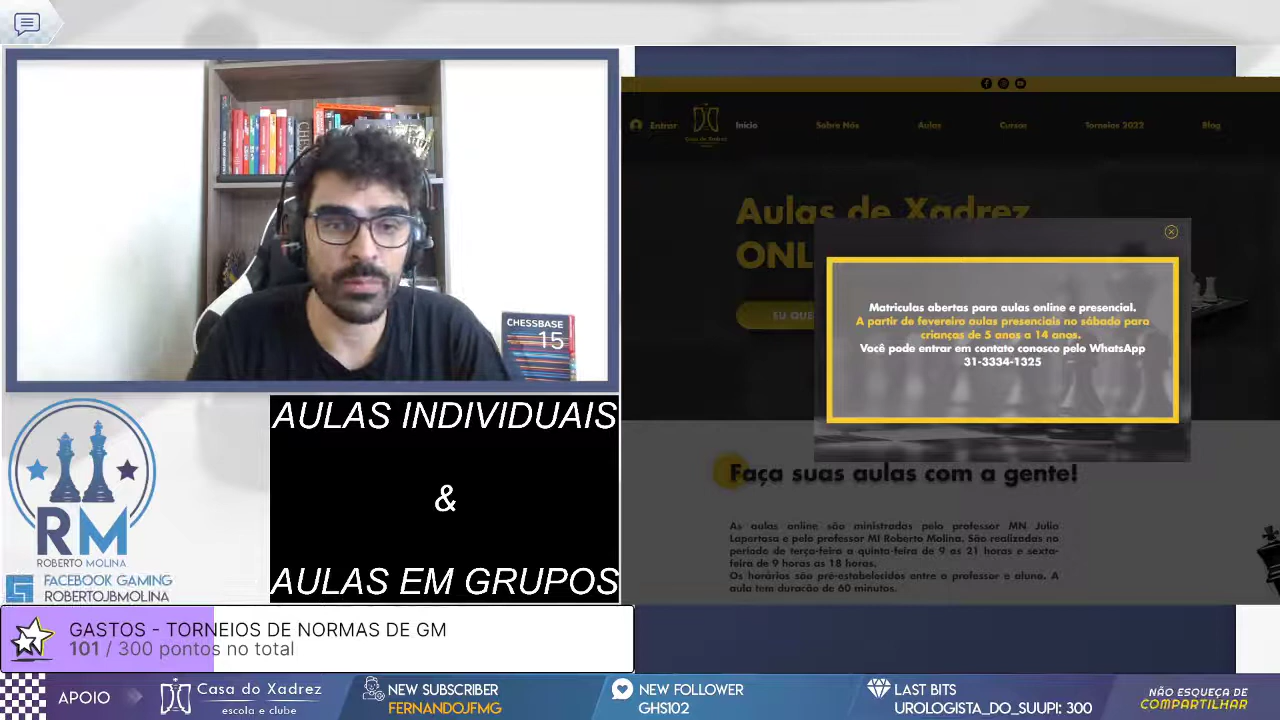 Entrar
Casa do Xadrez
Início
Sobre Nós
Aulas
Cursos
Torneios 2022
Blog
Aulas de Xadrez
ONL
EU QUE
Matriculas abertas para aulas online e presencial.
A partir de fevereiro aulas presenciais no sábado para
crianças de 5 anos a 14 anos.
Você pode entrar em contato conosco pelo WhatsApp
31-3334-1325
Faça suas aulas com a gente!
As aulas online são ministradas pelo professor MN Julio
Lapertosa e pelo professor MI Roberto Molina. São realizadas no
período de terça-feira a quinta-feira de 9 as 21 horas e sexta-
feira de 9 horas as 18 horas.
Os horários são pré-estabelecidos entre o professor e aluno. A
aula tem duração de 60 minutos.
CHESSBASE
15
AULAS INDIVIDUAIS
&
AULAS EM GRUPOS
RM
ROBERTO MOLINA
FACEBOOK GAMING
ROBERTOJBMOLINA
GASTOS - TORNEIOS DE NORMAS DE GM
101 / 300 pontos no total
APOIO
Casa do Xadrez
escola e clube
NEW SUBSCRIBER
FERNANDOJFMG
NEW FOLLOWER
GHS102
LAST BITS
UROLOGISTA_DO_SUUPI: 300
NÃO ESQUEÇA DE
COMPARTILHAR